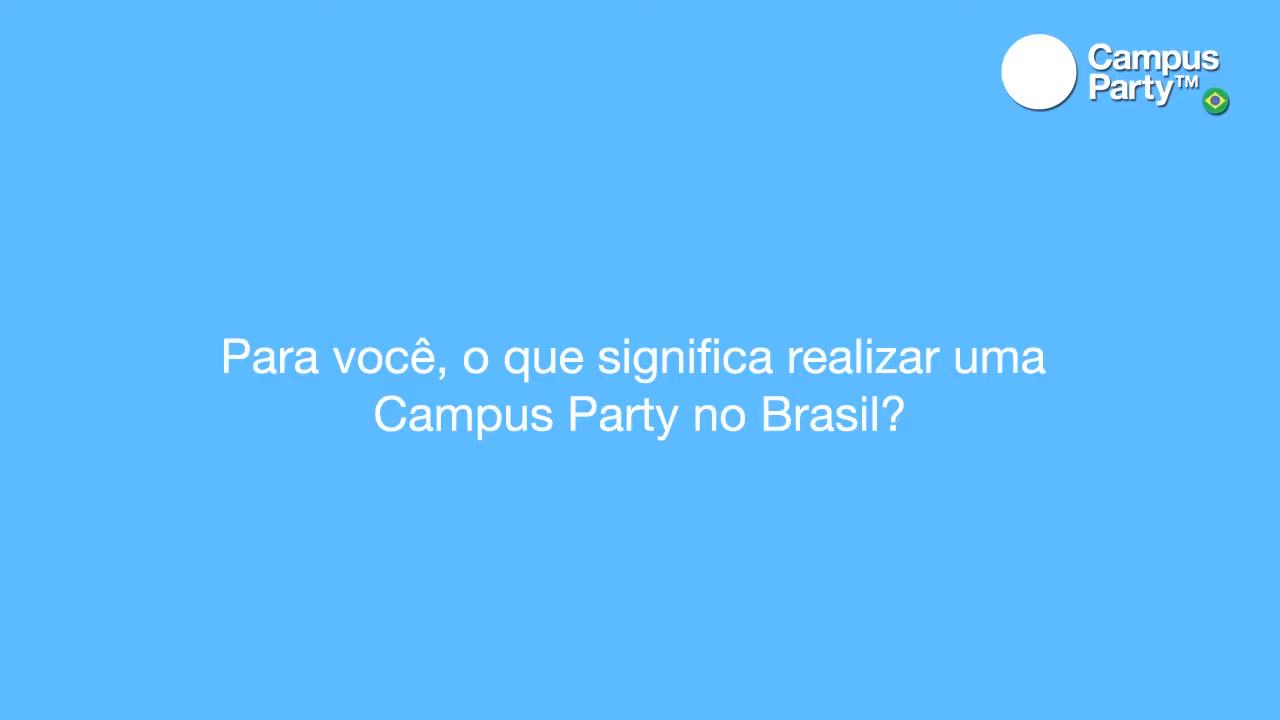 Campus
Party™
Para você, o que significa realizar uma
Campus Party no Brasil?